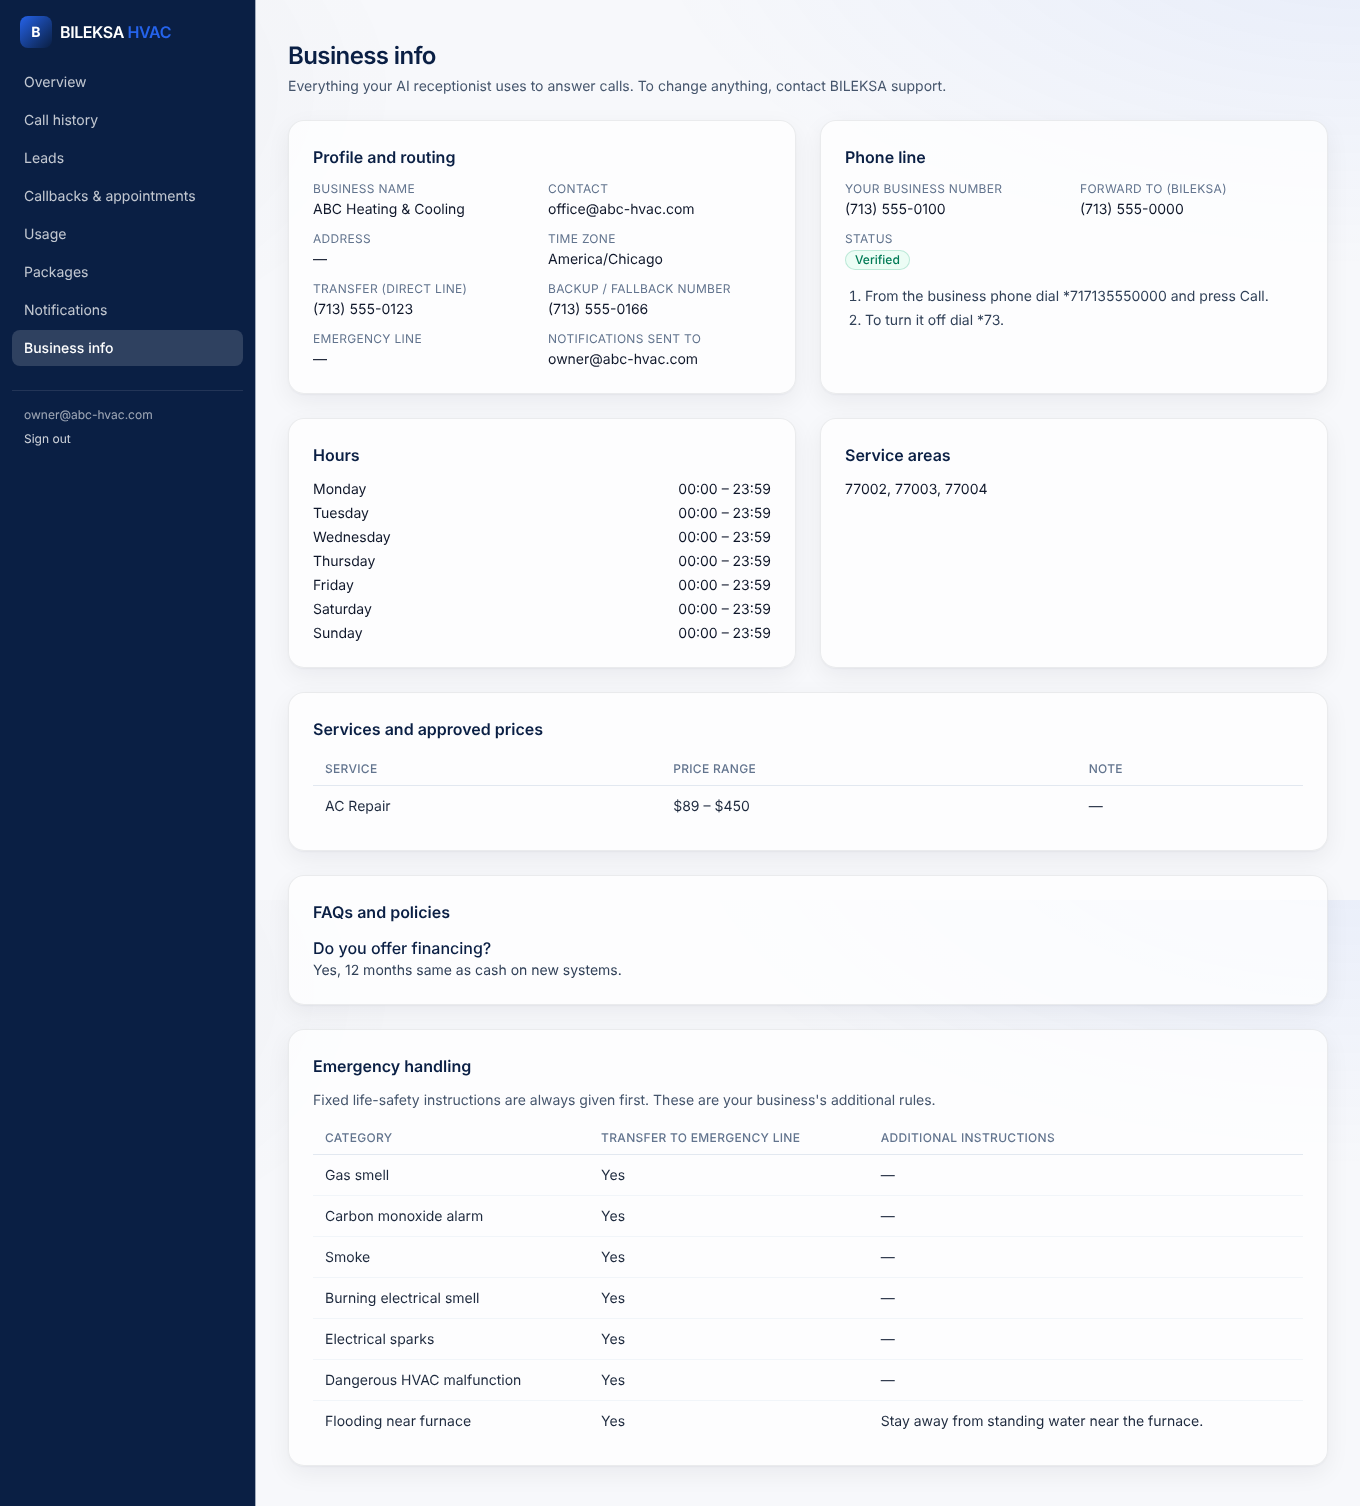 B BILEKSA HVAC
Overview
Call history
Leads
Callbacks & appointments
Usage
Packages
Notifications
Business info
owner@abc-hvac.com
Sign out
Business info
Everything your AI receptionist uses to answer calls. To change anything, contact BILEKSA support.
Profile and routing
BUSINESS NAME CONTACT
ABC Heating & Cooling office@abc-hvac.com
ADDRESS TIME ZONE
— America/Chicago
TRANSFER (DIRECT LINE) BACKUP / FALLBACK NUMBER
(713) 555-0123 (713) 555-0166
EMERGENCY LINE NOTIFICATIONS SENT TO
— owner@abc-hvac.com
Phone line
YOUR BUSINESS NUMBER FORWARD TO (BILEKSA)
(713) 555-0100 (713) 555-0000
STATUS
Verified
1. From the business phone dial *717135550000 and press Call.
2. To turn it off dial *73.
Hours
Monday 00:00 – 23:59
Tuesday 00:00 – 23:59
Wednesday 00:00 – 23:59
Thursday 00:00 – 23:59
Friday 00:00 – 23:59
Saturday 00:00 – 23:59
Sunday 00:00 – 23:59
Service areas
77002, 77003, 77004
Services and approved prices
SERVICE PRICE RANGE NOTE
AC Repair $89 – $450 —
FAQs and policies
Do you offer financing?
Yes, 12 months same as cash on new systems.
Emergency handling
Fixed life-safety instructions are always given first. These are your business's additional rules.
CATEGORY TRANSFER TO EMERGENCY LINE ADDITIONAL INSTRUCTIONS
Gas smell Yes —
Carbon monoxide alarm Yes —
Smoke Yes —
Burning electrical smell Yes —
Electrical sparks Yes —
Dangerous HVAC malfunction Yes —
Flooding near furnace Yes Stay away from standing water near the furnace.